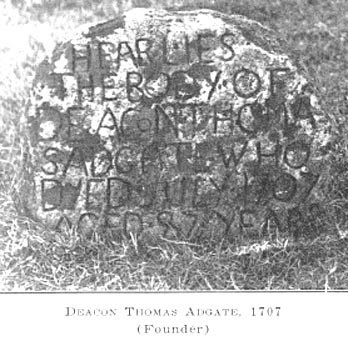 HEAR LIES
THE BODY OF
DEACON THOMA
S ADGATE WHO
DYED JULY 1707
AGED 87 YEARS
DEACON THOMAS ADGATE, 1707
(Founder)